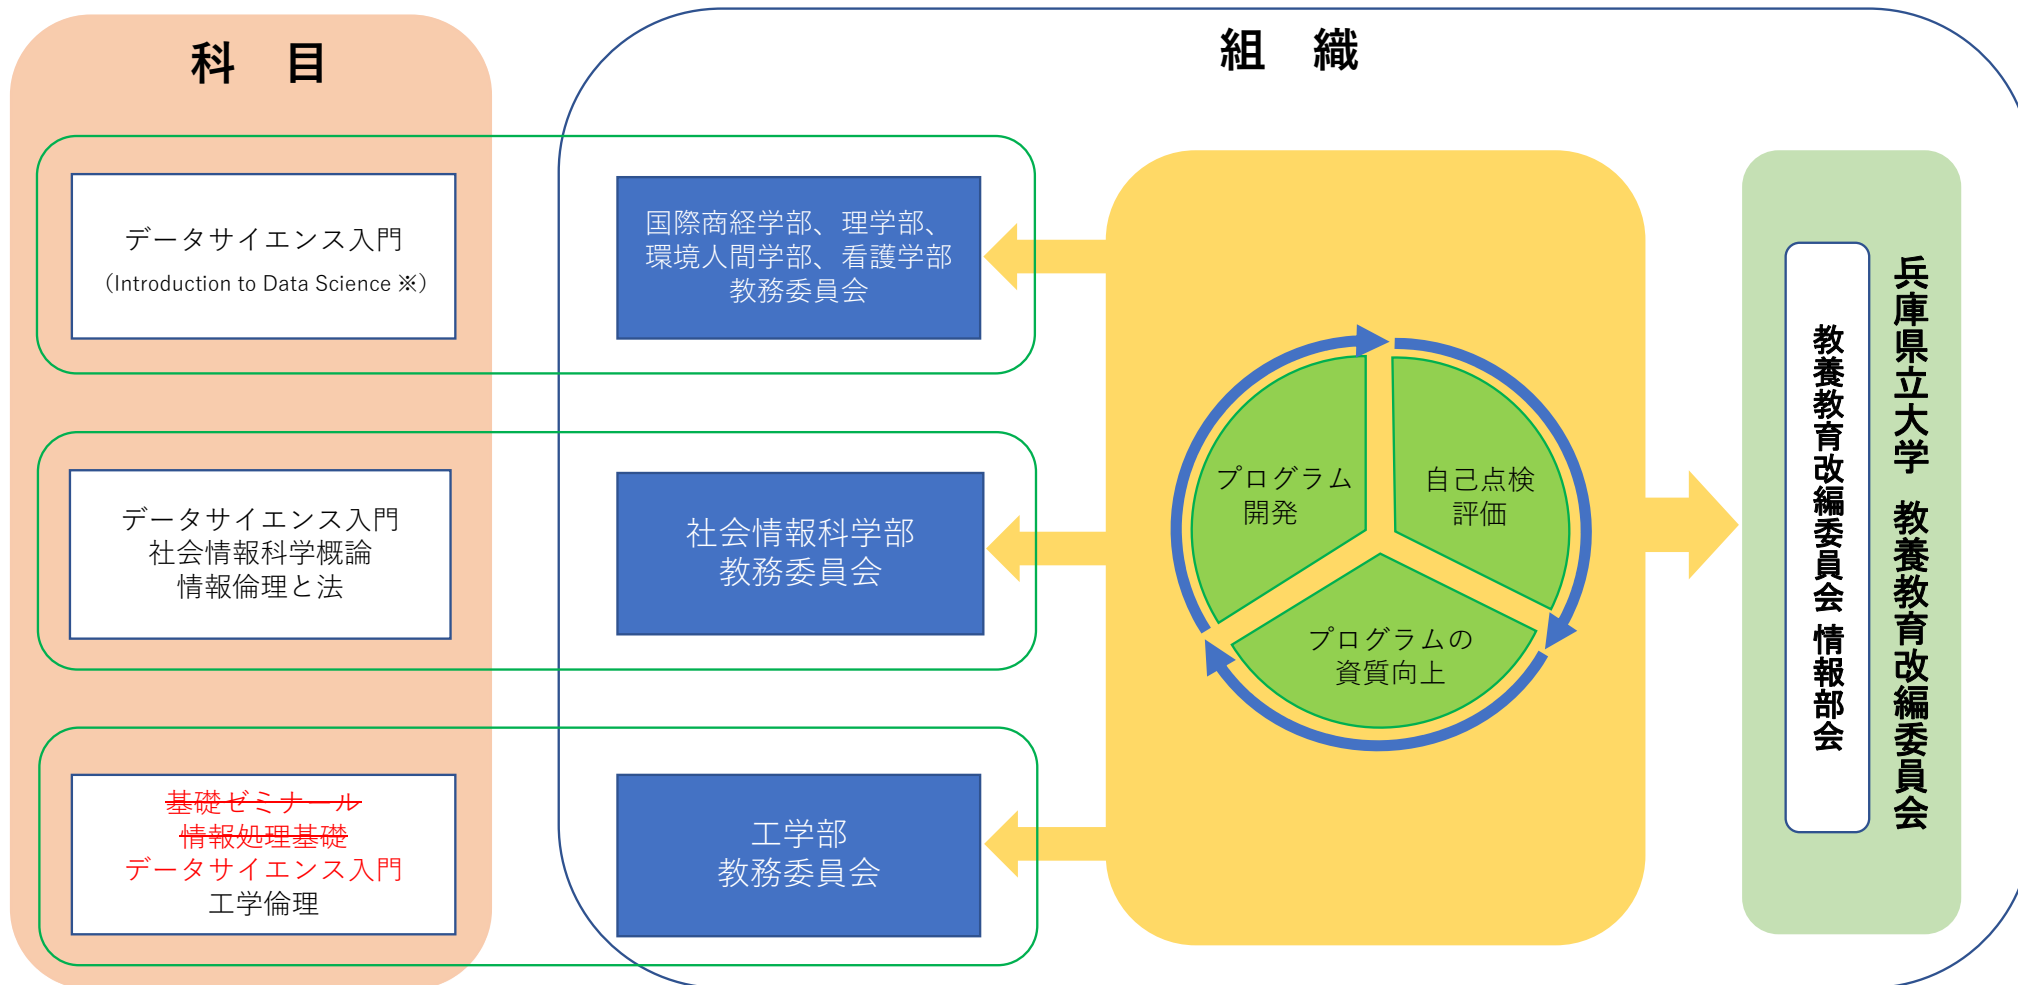 科　目
組　織
データサイエンス入門
（Introduction to Data Science ※）
国際商経学部、理学部、
環境人間学部、看護学部
教務委員会
データサイエンス入門
社会情報科学概論
情報倫理と法
社会情報科学部
教務委員会
基礎ゼミナール
情報処理基礎
データサイエンス入門
工学倫理
工学部
教務委員会
プログラム
開発
自己点検
評価
プログラムの
資質向上
兵庫県立大学 教養教育改編委員会
教養教育改編委員会 情報部会